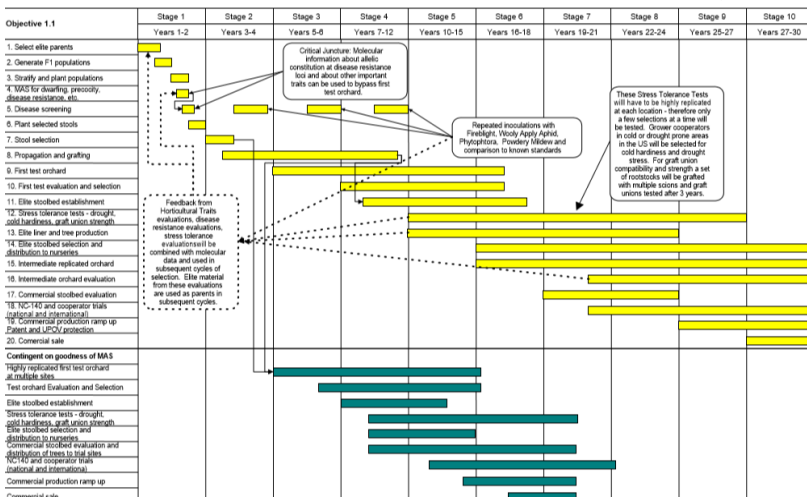 Objective 1.1
Stage 1
Stage 2
Stage 3
Stage 4
Stage 5
Stage 6
Stage 7
Stage 8
Stage 9
Stage 10
Years 1-2
Years 3-4
Years 5-6
Years 7-12
Years 10-15
Years 16-18
Years 19-21
Years 22-24
Years 25-27
Years 27-30
1. Select elite parents
2. Generate F1 populations
3. Stratify and plant populations
4. MAS for dwarfing, precocity,
disease resistance, etc.
5. Disease screening
6. Plant selected stools
7. Stool selection
8. Propagation and grafting
9. First test orchard
10. First test evaluation and selection
11. Elite stoolbed establishment
12. Stress tolerance tests - drought,
cold hardiness, graft union strength
13. Elite liner and tree production
14. Elite stoolbed selection and
distribution to nurseries
15. Intermediate replicated orchard
16. Intermediate orchard evaluation
17. Commercial stoolbed evaluation
18. NC-140 and cooperator trials
(national and international)
19. Commercial production ramp up
Patent and UPOV protection
20. Comercial sale
Critical Juncture: Molecular
information about allelic
constitution at disease resistance
loci and about other important
traits can be used to bypass first
test orchard.
Repeated inoculations with
Fireblight, Wooly Apply Aphid,
Phytophtora, Powdery Mildew and
comparison to known standards
These Stress Tolerance Tests
will have to be highly replicated
at each location - therefore only
a few selections at a time will
be tested. Grower cooperators
in cold or drought prone areas
in the US will be selected for
cold hardiness and drought
stress. For graft union
compatibility and strength a set
of rootstocks will be grafted
with multiple scions and graft
unions tested after 3 years.
Feedback from
Horticultural Traits
evaluations, disease
resistance evaluations,
stress tolerance
evaluationswill be
combined with molecular
data and used in
subsequent cycles of
selection. Elite material
from these evaluations
are used as parents in
subsequent cycles.
Contingent on goodness of MAS
Highly replicated first test orchard
at multiple sites
Test orchard Evaluation and Selection
Elite stoolbed establishment
Stress tolerance tests - drought,
cold hardiness, graft union strength
Elite stoolbed selection and
distribution to nurseries
Commercial stoolbed evaluation and
distribution of trees to trial sites
NC140 and cooperator trials
(national and international)
Commercial production ramp up
Commercial sale